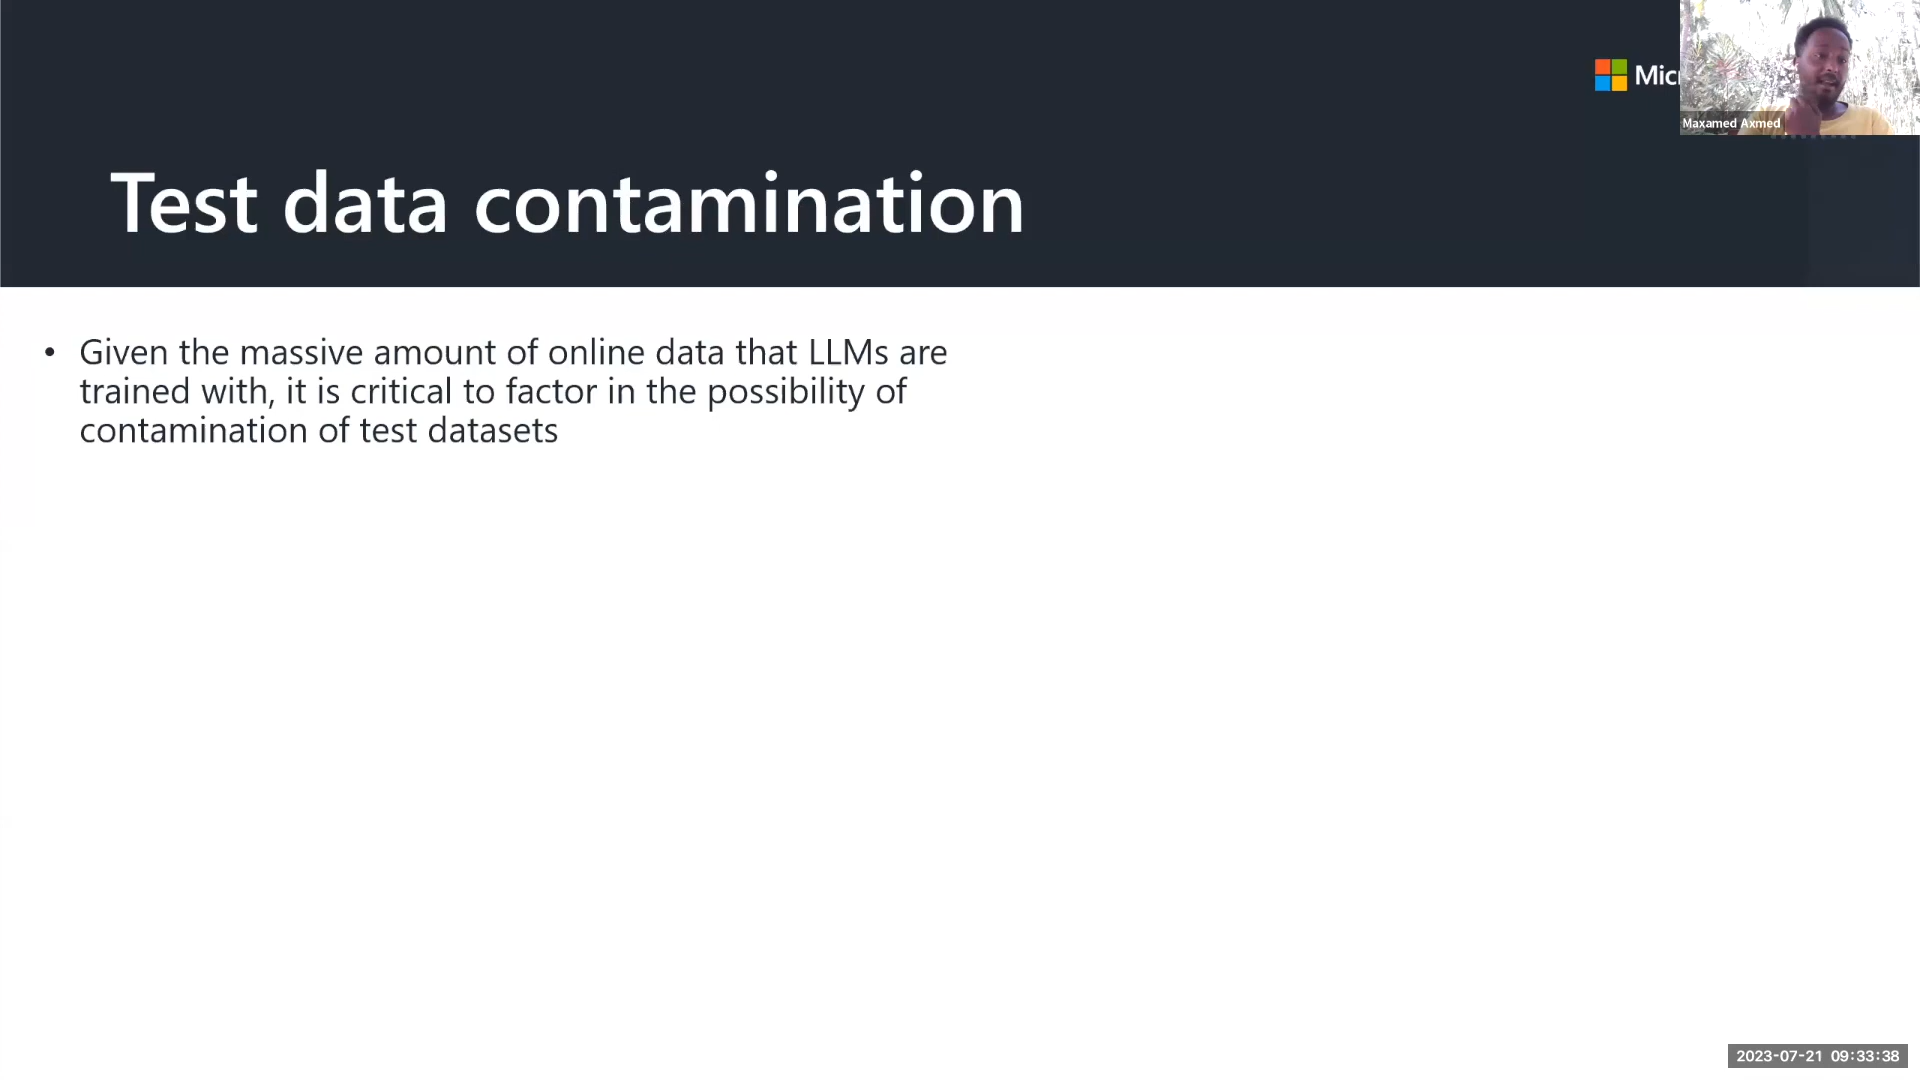 Mic
Maxamed Axmed
Test data contamination
• Given the massive amount of online data that LLMs are
trained with, it is critical to factor in the possibility of
contamination of test datasets
2023-07-21 09:33:38